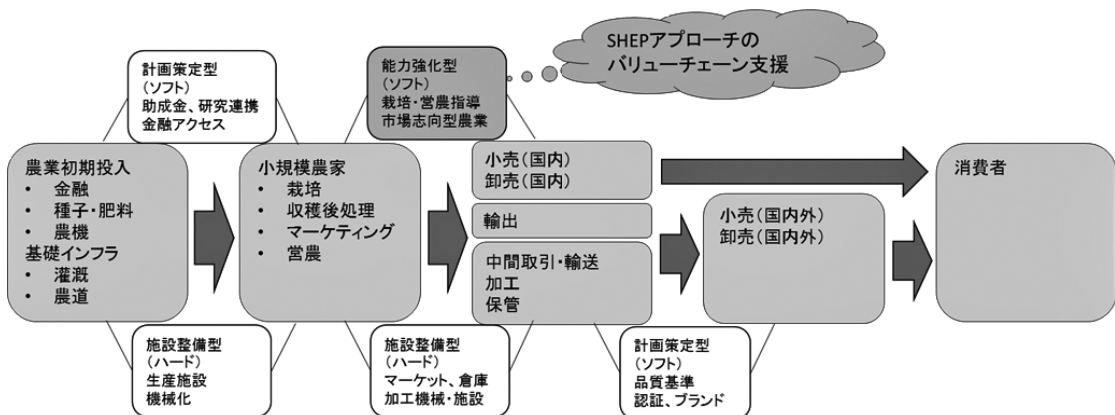 SHEPアプローチの
バリューチェーン支援
計画策定型
(ソフト)
助成金、研究連携
金融アクセス
能力強化型
(ソフト)
栽培・営農指導
市場志向型農業
農業初期投入
• 金融
• 種子・肥料
• 農機
基礎インフラ
• 灌漑
• 農道
小規模農家
• 栽培
• 収穫後処理
• マーケティング
• 営農
小売(国内)
卸売(国内)
輸出
中間取引・輸送
加工
保管
小売(国内外)
卸売(国内外)
消費者
施設整備型
(ハード)
生産施設
機械化
施設整備型
(ハード)
マーケット、倉庫
加工機械・施設
計画策定型
(ソフト)
品質基準
認証、ブランド